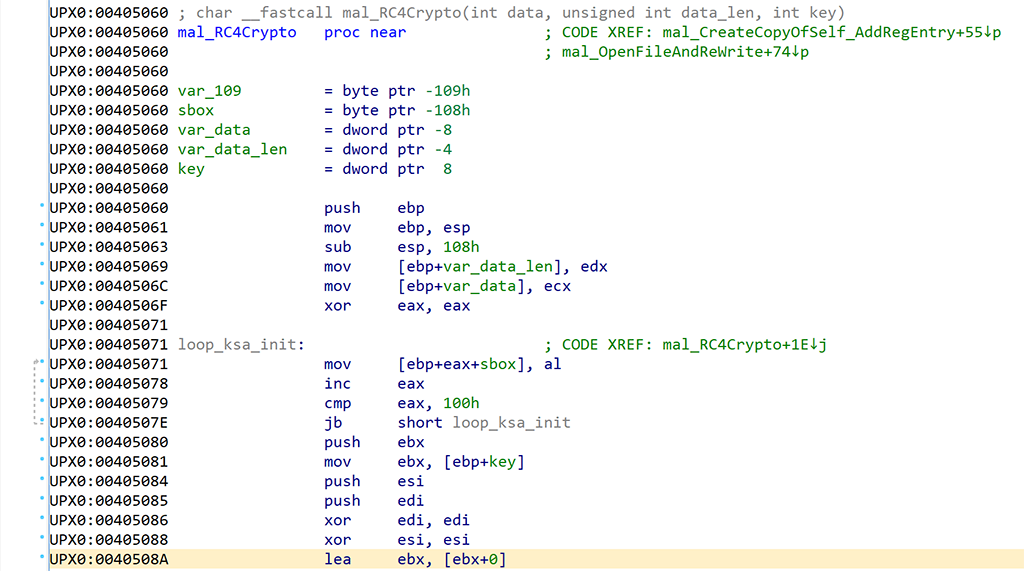 UPX0:00405060 ; char __fastcall mal_RC4Crypto(int data, unsigned int data_len, int key)
UPX0:00405060 mal_RC4Crypto   proc near               ; CODE XREF: mal_CreateCopyOfSelf_AddRegEntry+55↓p
UPX0:00405060                                         ; mal_OpenFileAndReWrite+74↓p
UPX0:00405060
UPX0:00405060 var_109         = byte ptr -109h
UPX0:00405060 sbox            = byte ptr -108h
UPX0:00405060 var_data        = dword ptr -8
UPX0:00405060 var_data_len    = dword ptr -4
UPX0:00405060 key             = dword ptr  8
UPX0:00405060
UPX0:00405060                 push    ebp
UPX0:00405061                 mov     ebp, esp
UPX0:00405063                 sub     esp, 108h
UPX0:00405069                 mov     [ebp+var_data_len], edx
UPX0:0040506C                 mov     [ebp+var_data], ecx
UPX0:0040506F                 xor     eax, eax
UPX0:00405071
UPX0:00405071 loop_ksa_init:                          ; CODE XREF: mal_RC4Crypto+1E↓j
UPX0:00405071                 mov     [ebp+eax+sbox], al
UPX0:00405078                 inc     eax
UPX0:00405079                 cmp     eax, 100h
UPX0:0040507E                 jb      short loop_ksa_init
UPX0:00405080                 push    ebx
UPX0:00405081                 mov     ebx, [ebp+key]
UPX0:00405084                 push    esi
UPX0:00405085                 push    edi
UPX0:00405086                 xor     edi, edi
UPX0:00405088                 xor     esi, esi
UPX0:0040508A                 lea     ebx, [ebx+0]